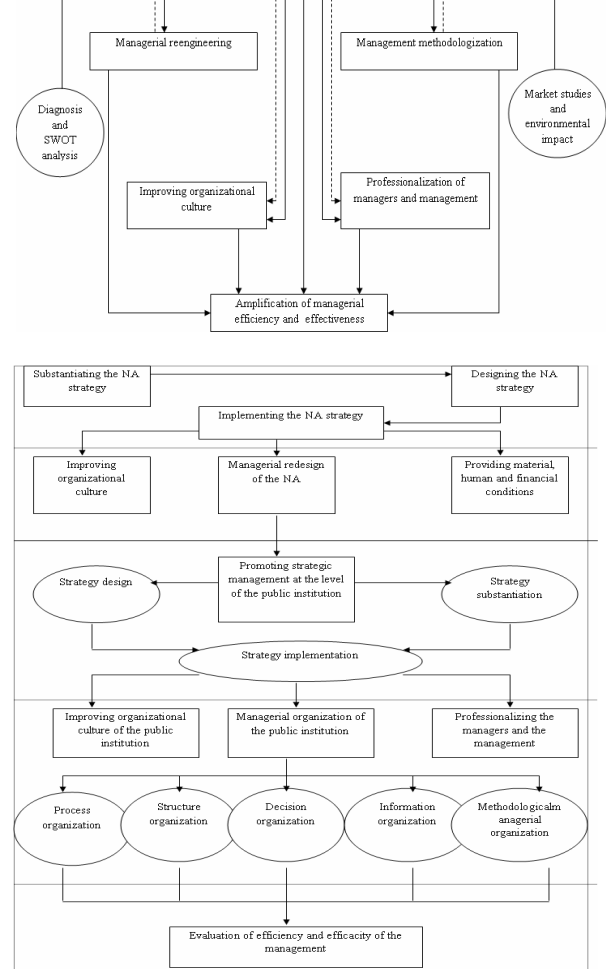 Managerial reengineering
Management methodologization
Diagnosis
and
SWOT
analysis
Market studies
and
environmental
impact
Improving organizational
culture
Professionalization of
managers and management
Amplification of managerial
efficiency and effectiveness
Substantiating the NA
strategy
Designing the NA
strategy
Implementing the NA strategy
Improving
organizational
culture
Managerial redesign
of the NA
Providing material,
human and financial
conditions
Strategy design
Promoting strategic
management at the level
of the public institution
Strategy
substantiation
Strategy implementation
Improving organizational
culture of the public
institution
Managerial organization of
the public institution
Professionalizing the
managers and the
management
Process
organization
Structure
organization
Decision
organization
Information
organization
Methodologicalm
anagerial
organization
Evaluation of efficiency and efficacity of the
management